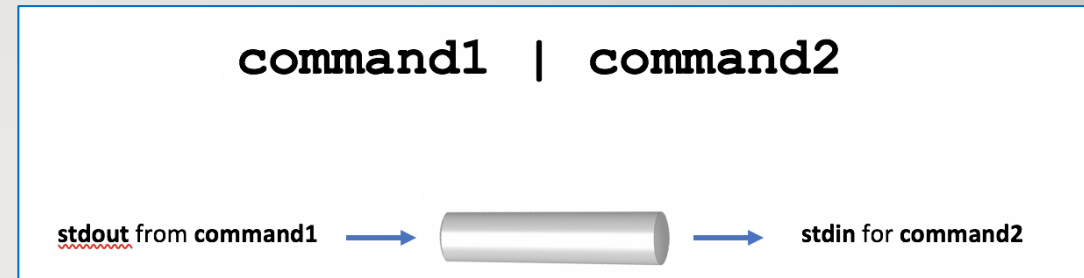 command1 | command2
stdout from command1 stdin for command2